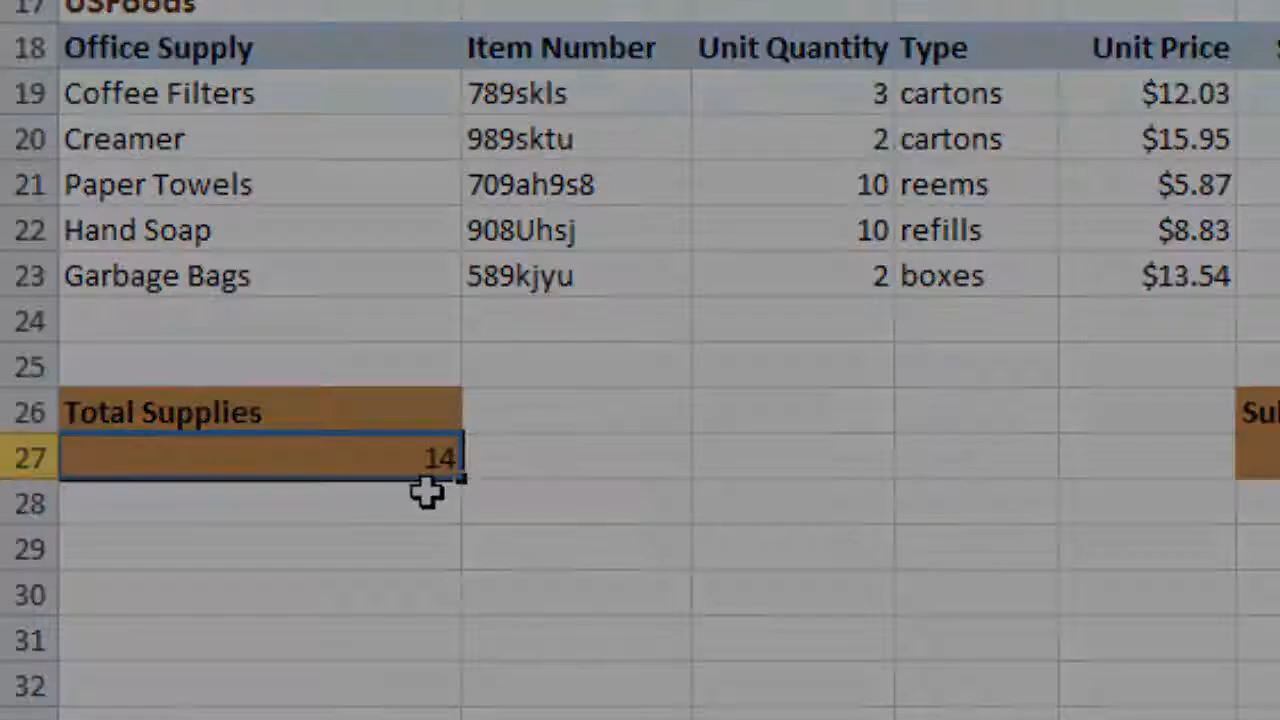 17 USFoods
18 Office Supply Item Number Unit Quantity Type Unit Price
19 Coffee Filters 789skls 3 cartons $12.03
20 Creamer 989sktu 2 cartons $15.95
21 Paper Towels 709ah9s8 10 reems $5.87
22 Hand Soap 908Uhsj 10 refills $8.83
23 Garbage Bags 589kjyu 2 boxes $13.54
24
25
26 Total Supplies
27 14
28
29
30
31
32